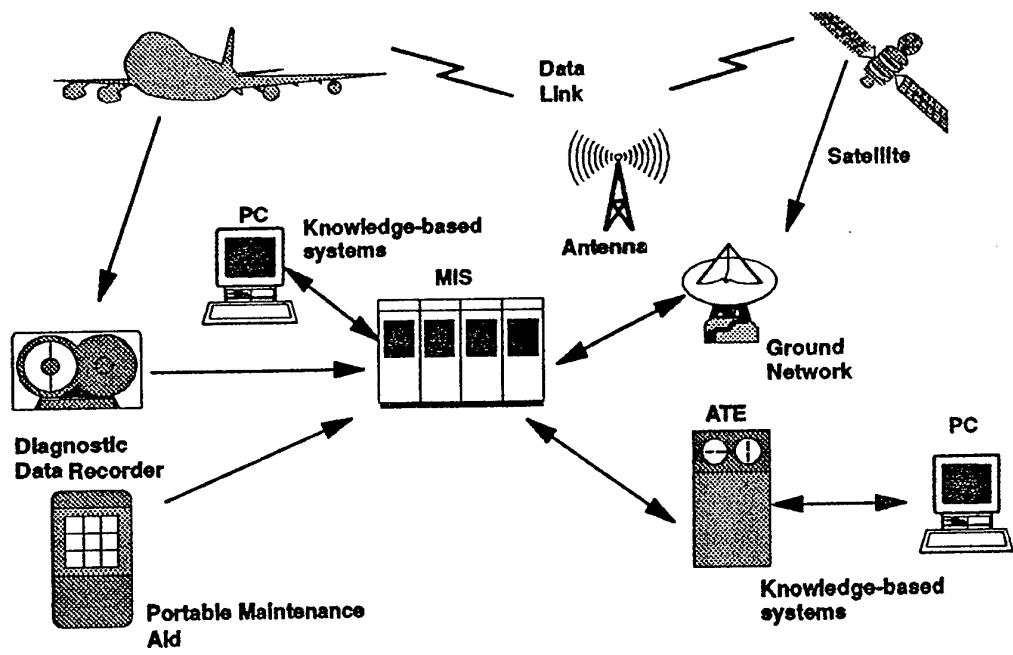 Data
Link
Satellite
PC
Knowledge-based
systems
Antenna
MIS
Ground
Network
ATE
PC
Diagnostic
Data Recorder
Knowledge-based
systems
Portable Maintenance
Aid